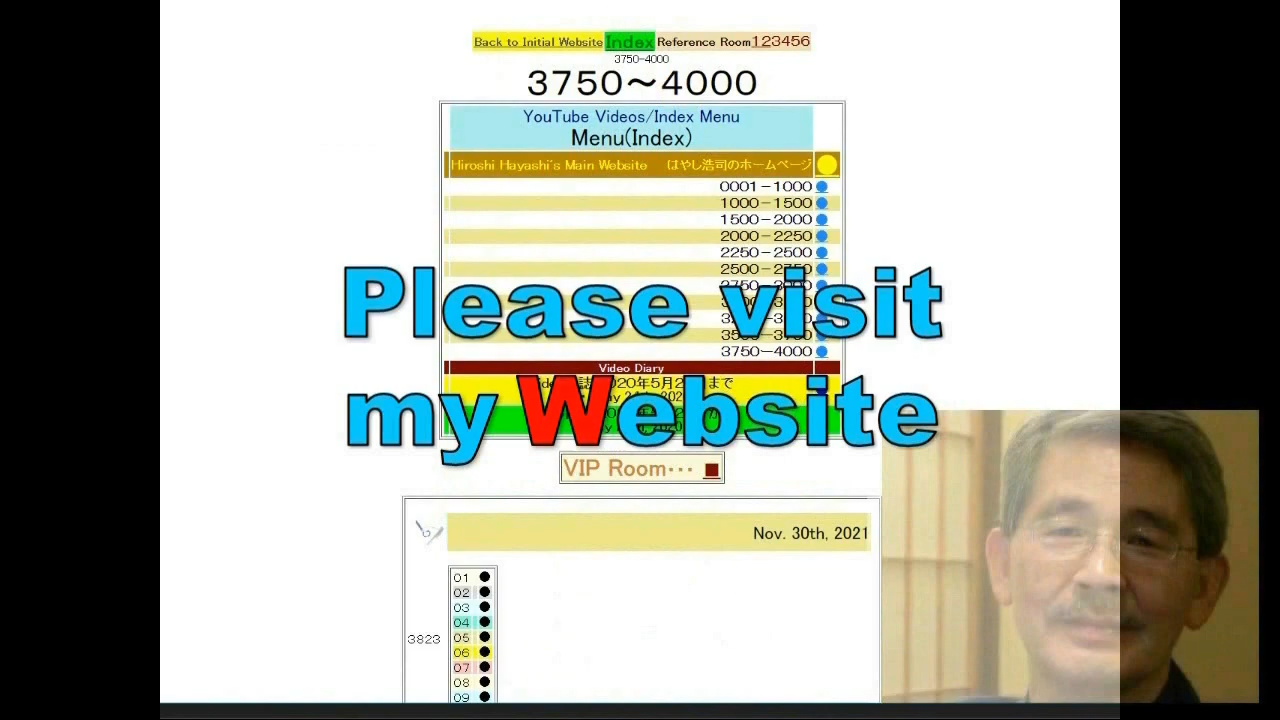 Back to Initial Website Index Reference Room123456
3750-4000
3750～4000
YouTube Videos/Index Menu
Menu(Index)
Hiroshi Hayashi's Main Website はやし浩司のホームページ
0001－1000
1000－1500
1500－2000
2000－2250
2250－2500
Please visit
3750～4000
Video Diary
my Website
VIP Room…
Nov. 30th, 2021
01
02
03
04
05
3823
06
07
08
09